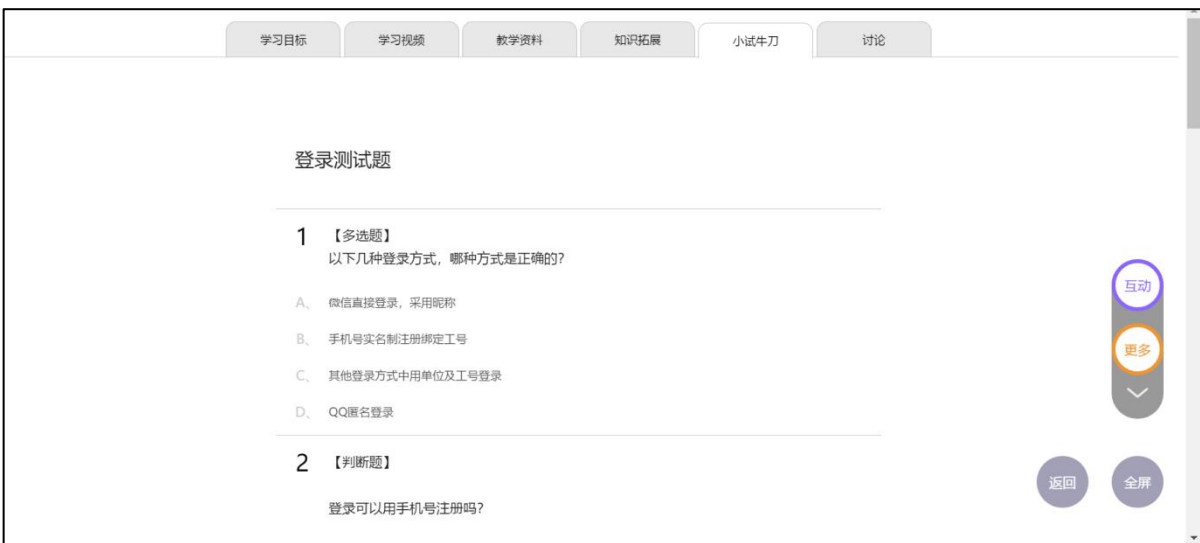 学习目标 学习视频 教学资料 知识拓展 小试牛刀 讨论
登录测试题
1 【多选题】
以下几种登录方式，哪种方式是正确的？
A、 微信直接登录，采用昵称
B、 手机号实名制注册绑定工号
C、 其他登录方式中用单位及工号登录
D、 QQ匿名登录
2 【判断题】
登录可以用手机号注册吗？
互动
更多
返回 全屏